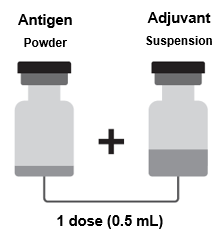 Antigen
Powder
Adjuvant
Suspension
1 dose (0.5 mL)